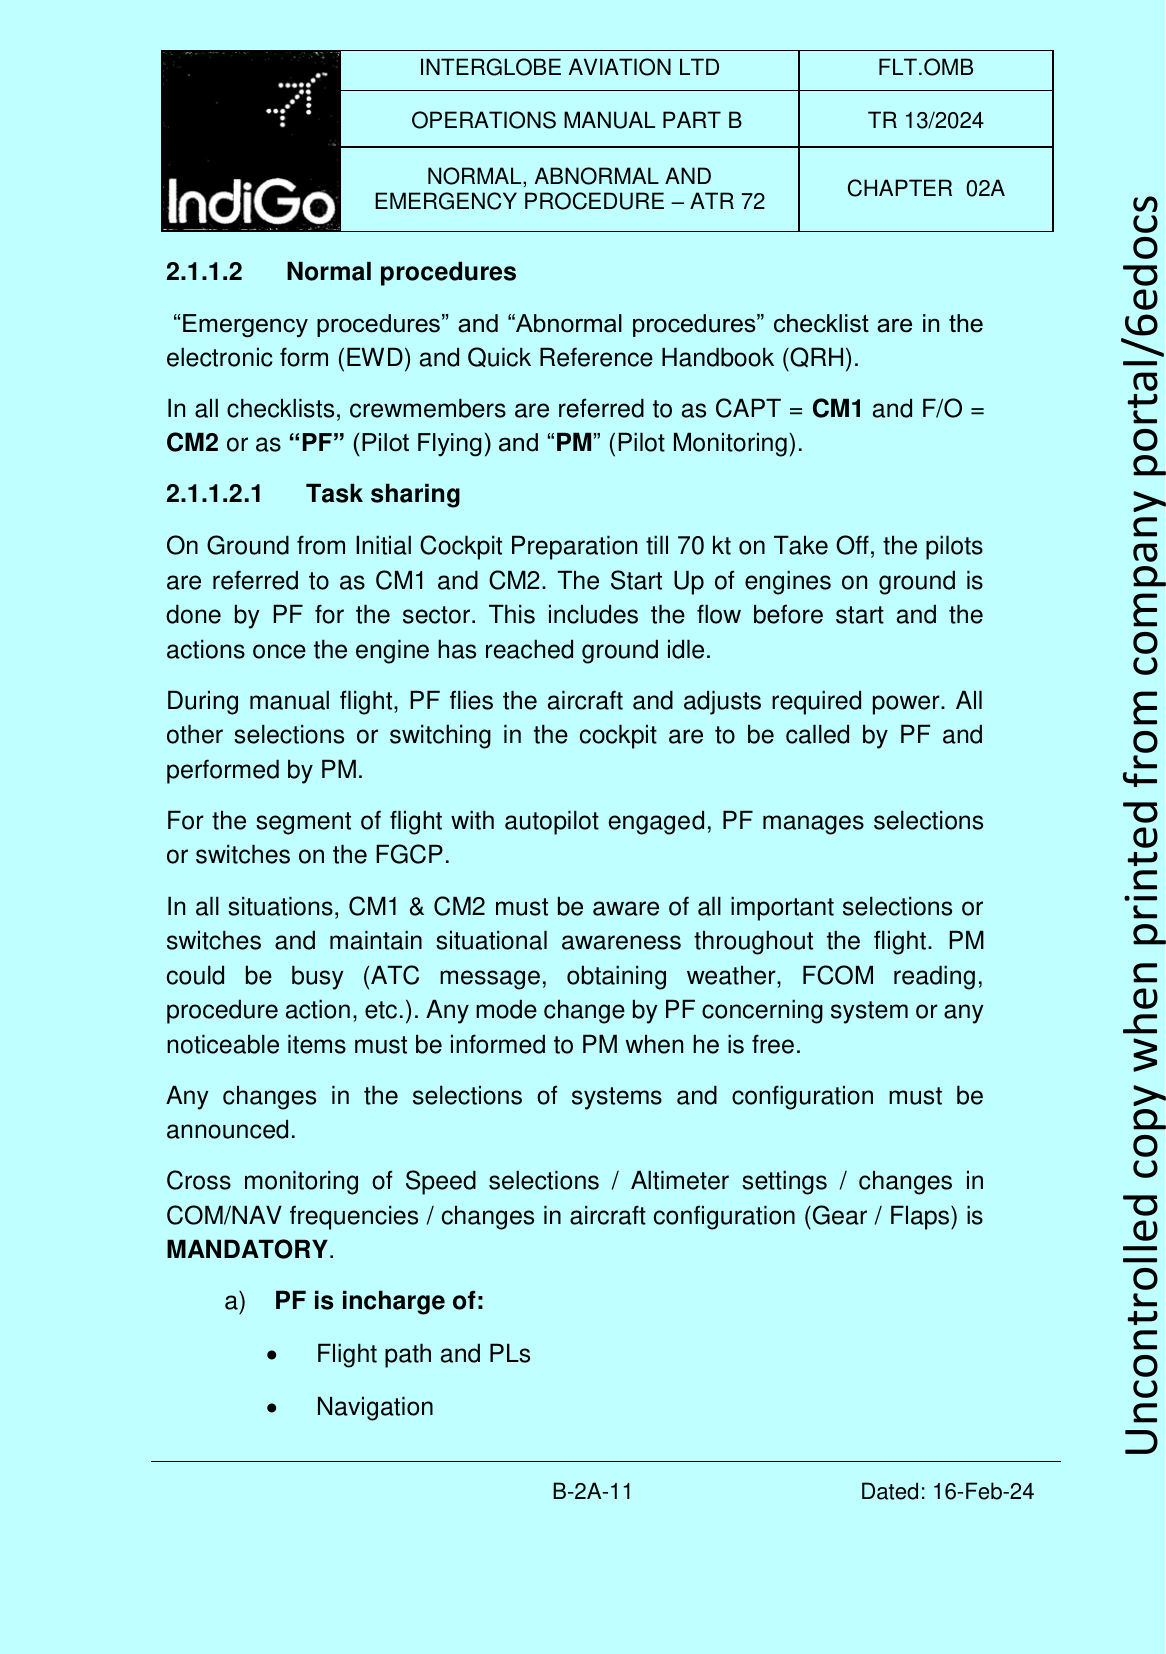 IndiGo
INTERGLOBE AVIATION LTD
FLT.OMB
OPERATIONS MANUAL PART B
TR 13/2024
NORMAL, ABNORMAL AND
EMERGENCY PROCEDURE – ATR 72
CHAPTER 02A
2.1.1.2 Normal procedures
“Emergency procedures” and “Abnormal procedures” checklist are in the
electronic form (EWD) and Quick Reference Handbook (QRH).
In all checklists, crewmembers are referred to as CAPT = CM1 and F/O =
CM2 or as “PF” (Pilot Flying) and “PM” (Pilot Monitoring).
2.1.1.2.1 Task sharing
On Ground from Initial Cockpit Preparation till 70 kt on Take Off, the pilots
are referred to as CM1 and CM2. The Start Up of engines on ground is
done by PF for the sector. This includes the flow before start and the
actions once the engine has reached ground idle.
During manual flight, PF flies the aircraft and adjusts required power. All
other selections or switching in the cockpit are to be called by PF and
performed by PM.
For the segment of flight with autopilot engaged, PF manages selections
or switches on the FGCP.
In all situations, CM1 & CM2 must be aware of all important selections or
switches and maintain situational awareness throughout the flight. PM
could be busy (ATC message, obtaining weather, FCOM reading,
procedure action, etc.). Any mode change by PF concerning system or any
noticeable items must be informed to PM when he is free.
Any changes in the selections of systems and configuration must be
announced.
Cross monitoring of Speed selections / Altimeter settings / changes in
COM/NAV frequencies / changes in aircraft configuration (Gear / Flaps) is
MANDATORY.
a) PF is incharge of:
• Flight path and PLs
• Navigation
B-2A-11
Dated: 16-Feb-24
Uncontrolled copy when printed from company portal/6edocs